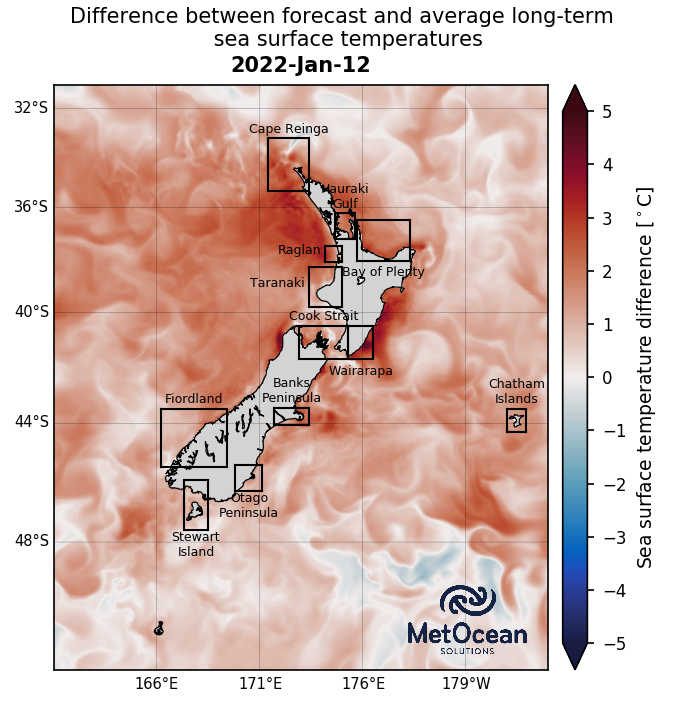 Difference between forecast and average long-term
sea surface temperatures
2022-Jan-12
32°S
36°S
40°S
44°S
48°S
Cape Reinga
Hauraki
Gulf
Raglan
Bay of Plenty
Taranaki
Cook Strait
Wairarapa
Banks
Peninsula
Fiordland
Chatham
Islands
Otago
Peninsula
Stewart
Island
MetOcean
SOLUTIONS
166°E
171°E
176°E
179°W
5
4
3
2
1
0
−1
−2
−3
−4
−5
Sea surface temperature difference [°C]